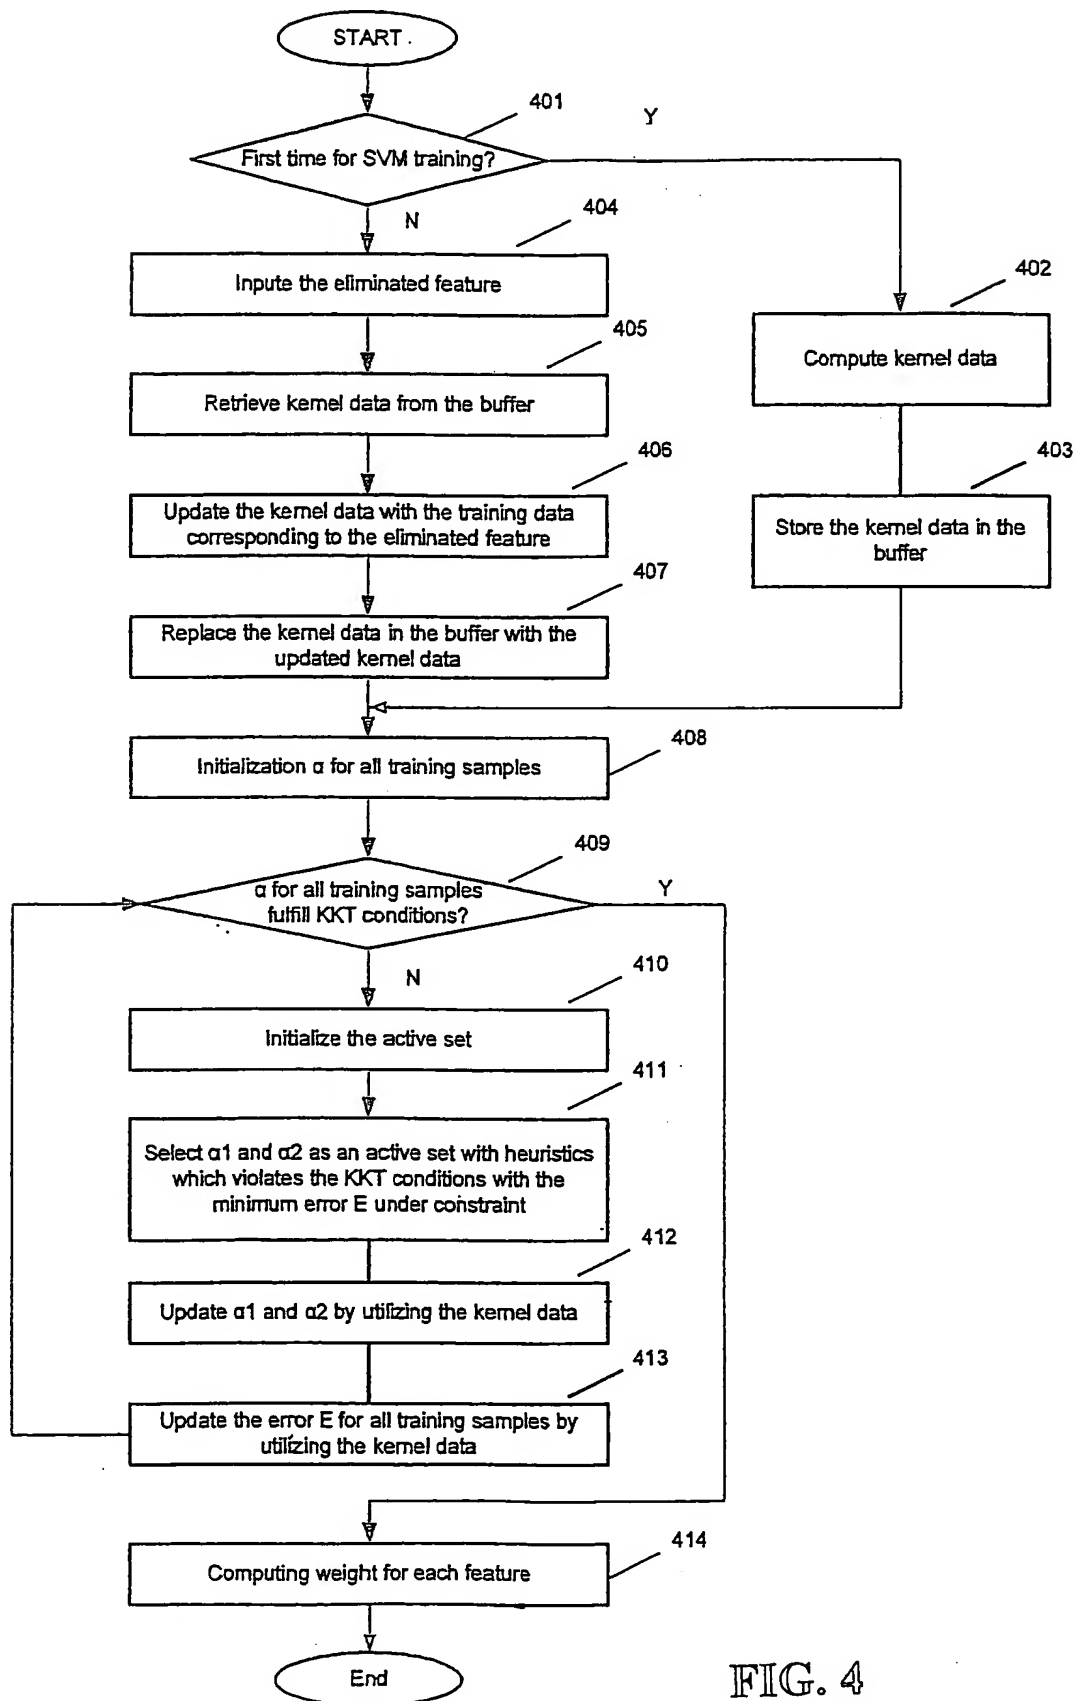 START
401
Y
First time for SVM training?
N
404
Inpute the eliminated feature
402
405
Compute kernel data
Retrieve kernel data from the buffer
406
403
Update the kernel data with the training data
corresponding to the eliminated feature
Store the kernel data in the
buffer
407
Replace the kernel data in the buffer with the
updated kernel data
408
Initialization α for all training samples
409
α for all training samples
fulfill KKT conditions?
Y
N
410
Initialize the active set
411
Select α1 and α2 as an active set with heuristics
which violates the KKT conditions with the
minimum error E under constraint
412
Update α1 and α2 by utilizing the kernel data
413
Update the error E for all training samples by
utilizing the kernel data
414
Computing weight for each feature
End
FIG. 4